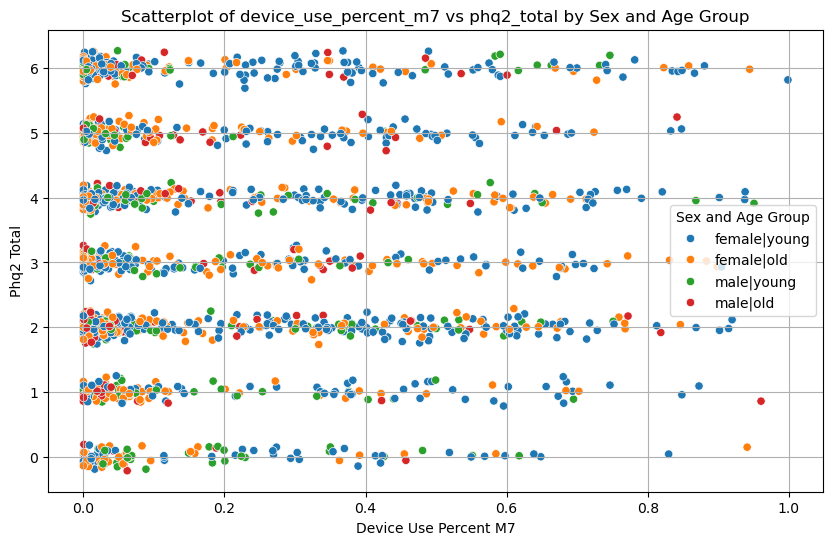 Scatterplot of device_use_percent_m7 vs phq2_total by Sex and Age Group
Phq2 Total
6
5
4
3
2
1
0
Sex and Age Group
female|young
female|old
male|young
male|old
0.0 0.2 0.4 0.6 0.8 1.0
Device Use Percent M7